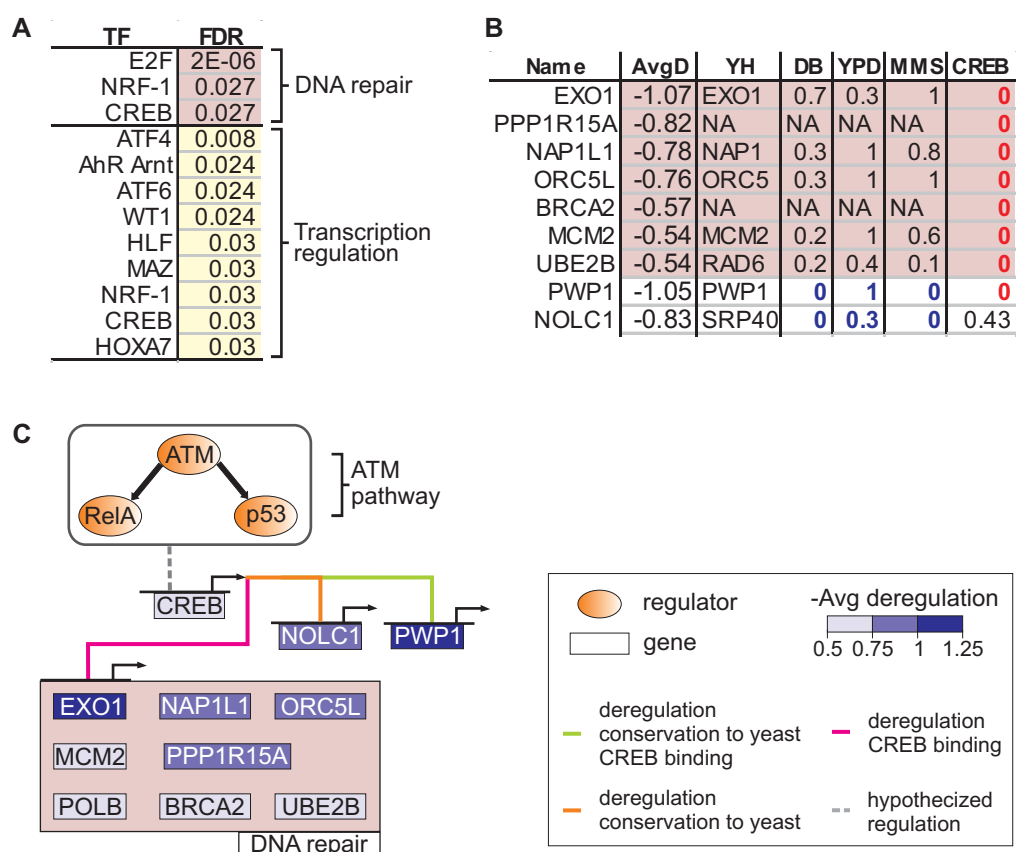 A
TF FDR
E2F 2E-06
NRF-1 0.027
CREB 0.027
DNA repair
ATF4 0.008
AhR Arnt 0.024
ATF6 0.024
WT1 0.024
HLF 0.03
MAZ 0.03
NRF-1 0.03
CREB 0.03
HOXA7 0.03
Transcription
regulation
B
Name AvgD YH DB YPD MMS CREB
EXO1 -1.07 EXO1 0.7 0.3 1 0
PPP1R15A -0.82 NA NA NA NA 0
NAP1L1 -0.78 NAP1 0.3 1 0.8 0
ORC5L -0.76 ORC5 0.3 1 1 0
BRCA2 -0.57 NA NA NA NA 0
MCM2 -0.54 MCM2 0.2 1 0.6 0
UBE2B -0.54 RAD6 0.2 0.4 0.1 0
PWP1 -1.05 PWP1 0 1 0 0
NOLC1 -0.83 SRP40 0 0.3 0 0.43
C
ATM
RelA p53
ATM
pathway
CREB
NOLC1 PWP1
EXO1 NAP1L1 ORC5L
MCM2 PPP1R15A
POLB BRCA2 UBE2B
DNA repair
regulator
gene
-Avg deregulation
0.5 0.75 1 1.25
deregulation
conservation to yeast
CREB binding
deregulation
CREB binding
deregulation
conservation to yeast
hypothecized
regulation